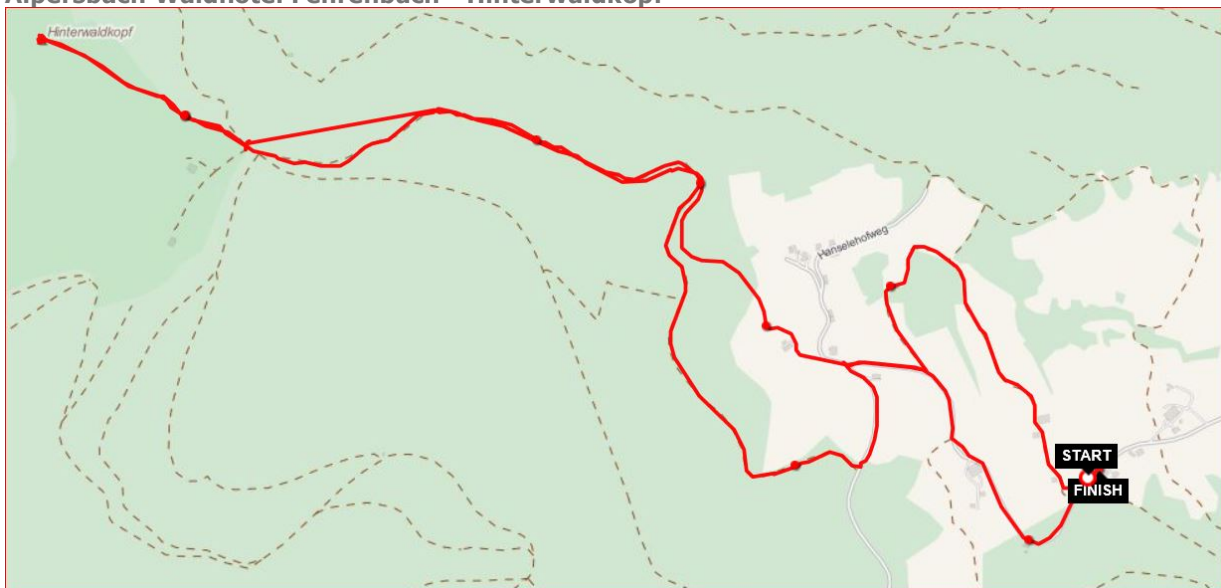 Alpersbach Waldhotel Fehrenbach - Hinterwaldkopf
Hinterwaldkopf
Hanselehofweg
START
FINISH